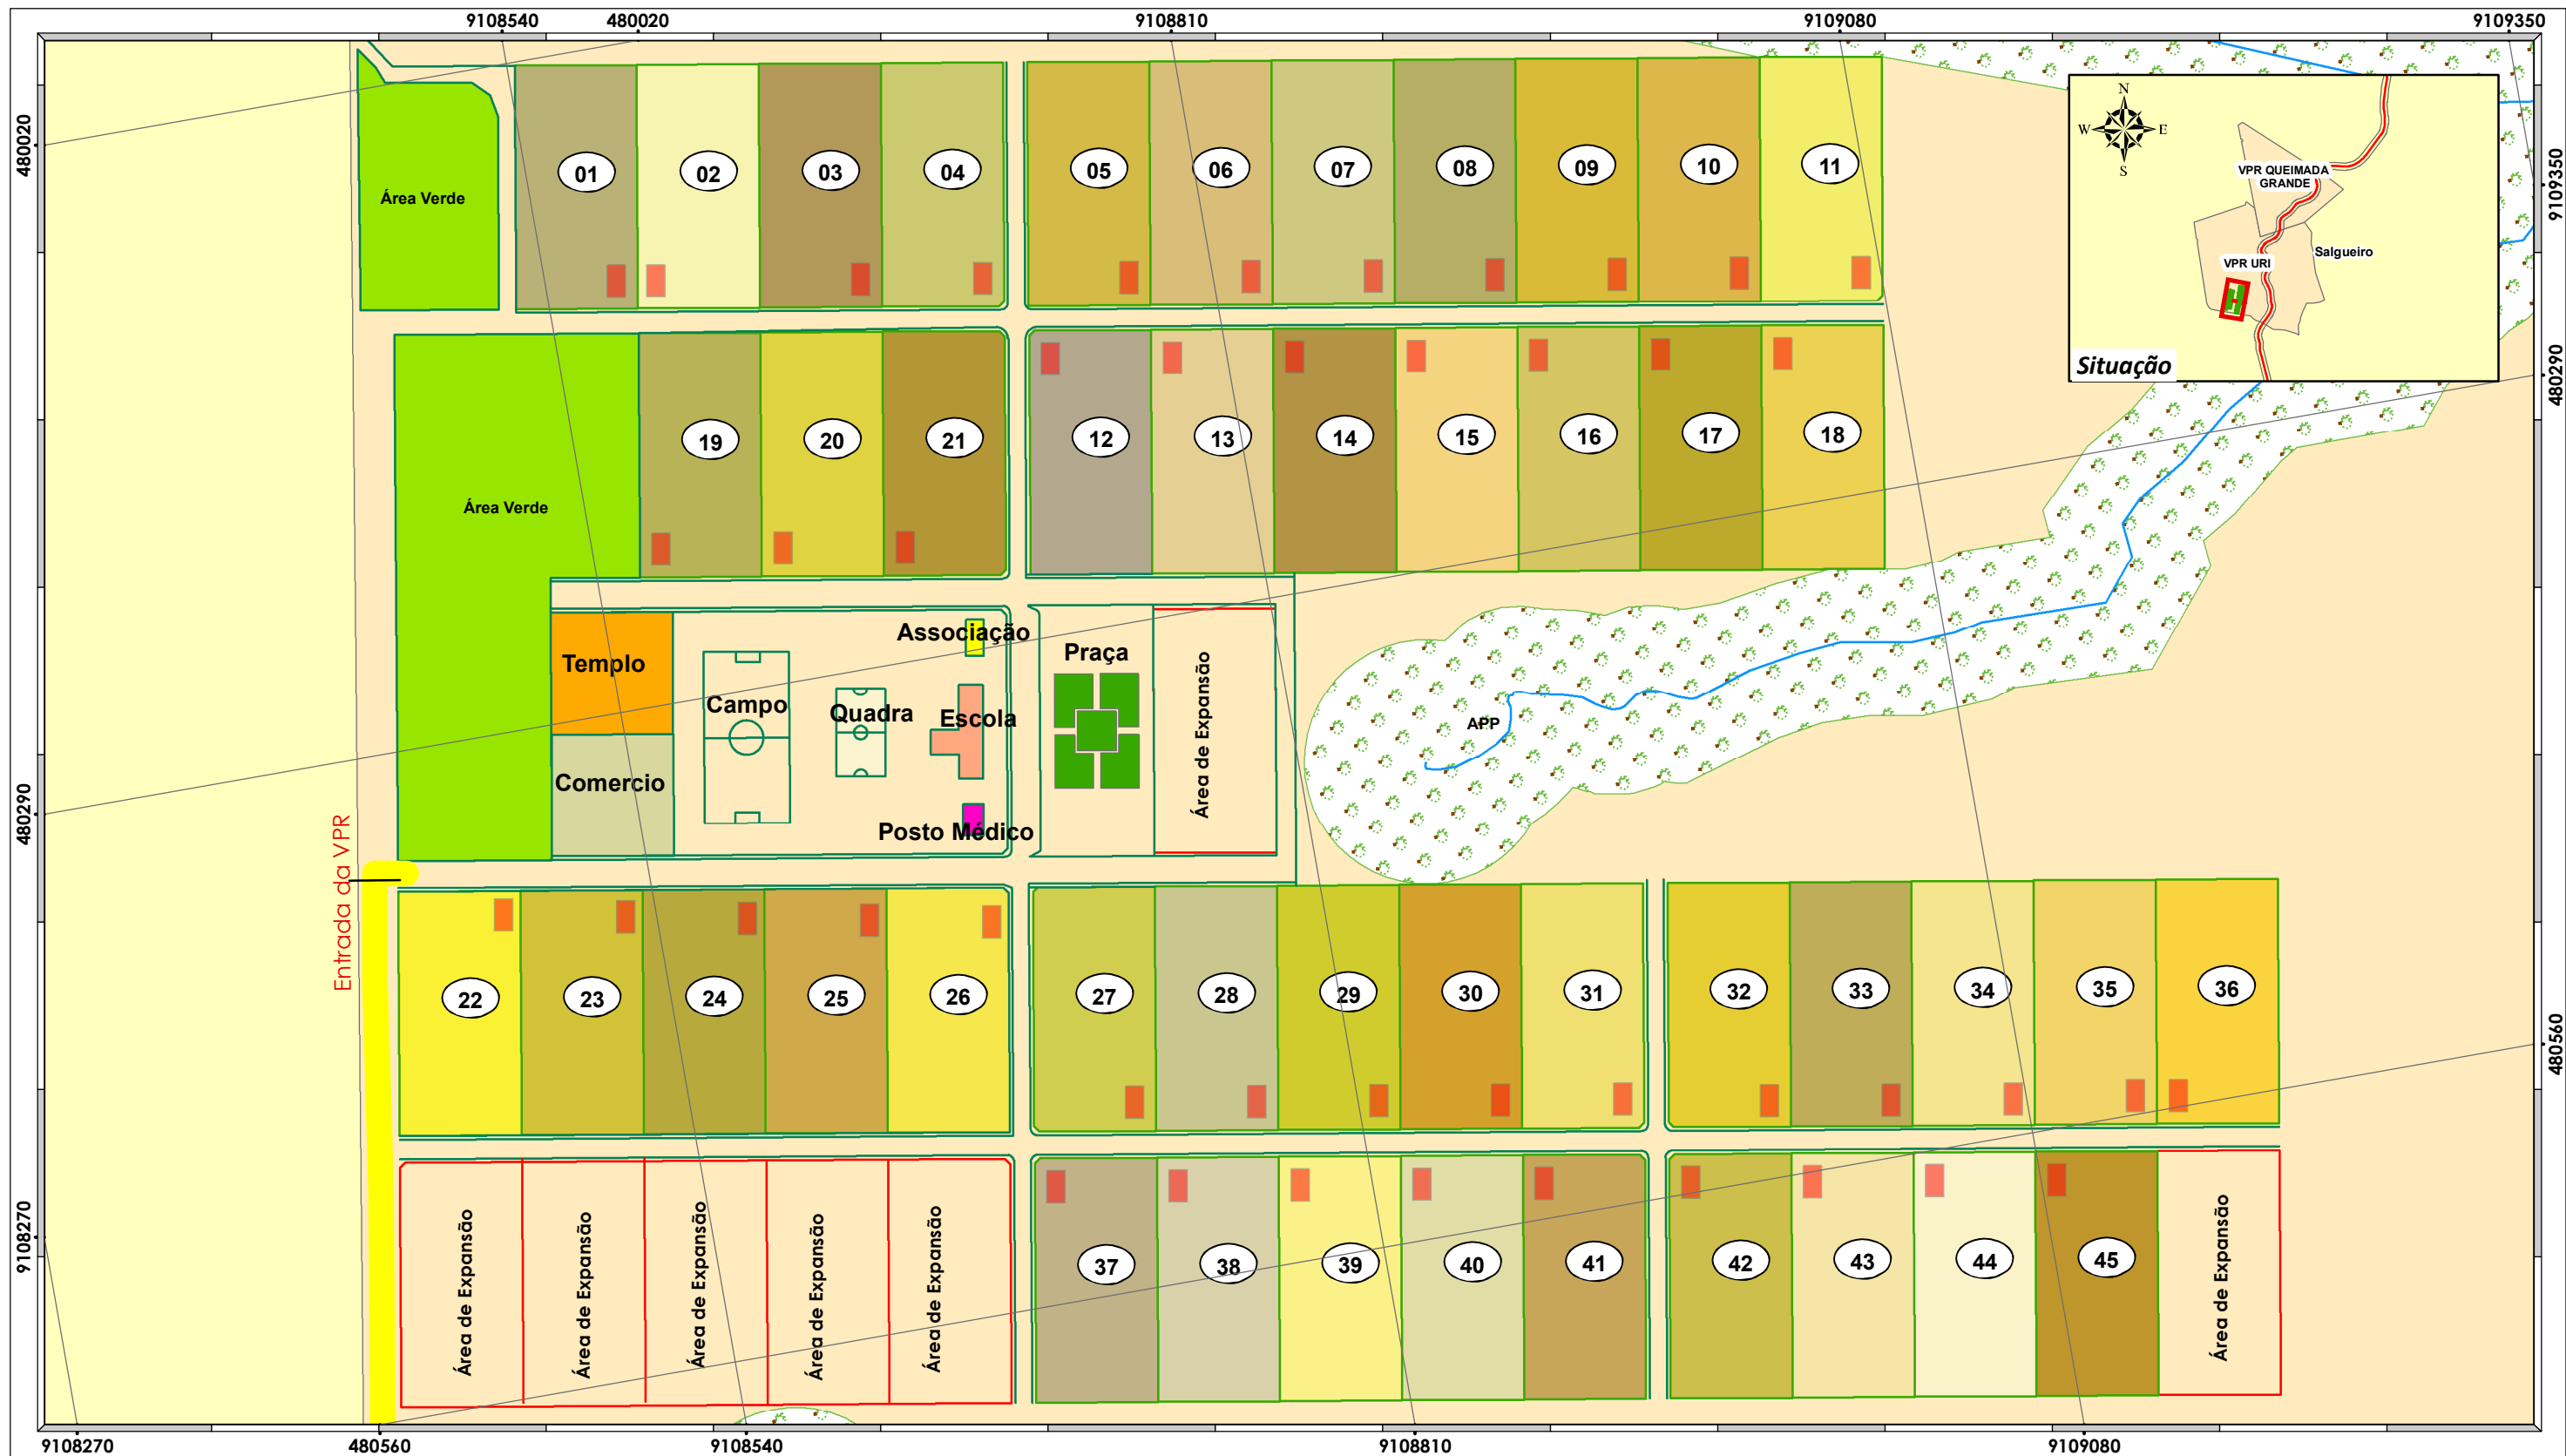 9108540 480020 9108810 9109080 9109350
480020
480290
9108270
9109350
480290
480560
Área Verde
01 02 03 04 05 06 07 08 09 10 11
N
W E
S
VPR QUEIMADA
GRANDE
Salgueiro
VPR URI
Situação
Área Verde
19 20 21 12 13 14 15 16 17 18
Templo
Comercio
Campo
Quadra
Associação
Escola
Posto Médico
Praça
Área de Expansão
APP
Entrada da VPR
22 23 24 25 26 27 28 29 30 31 32 33 34 35 36
Área de Expansão
Área de Expansão
Área de Expansão
Área de Expansão
Área de Expansão
37 38 39 40 41 42 43 44 45
Área de Expansão
9108270 480560 9108540 9108810 9109080